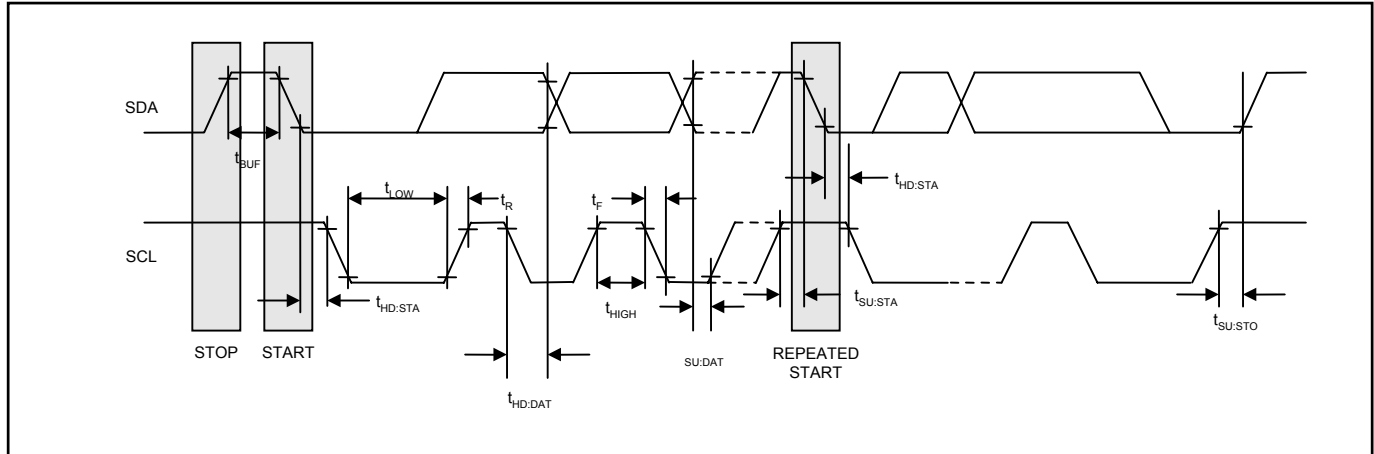 SDA
tBUF
tLOW
tR
tF
tHD:STA
SCL
tHD:STA
tHIGH
tSU:STA
tSU:STO
STOP
START
SU:DAT
REPEATED
START
tHD:DAT